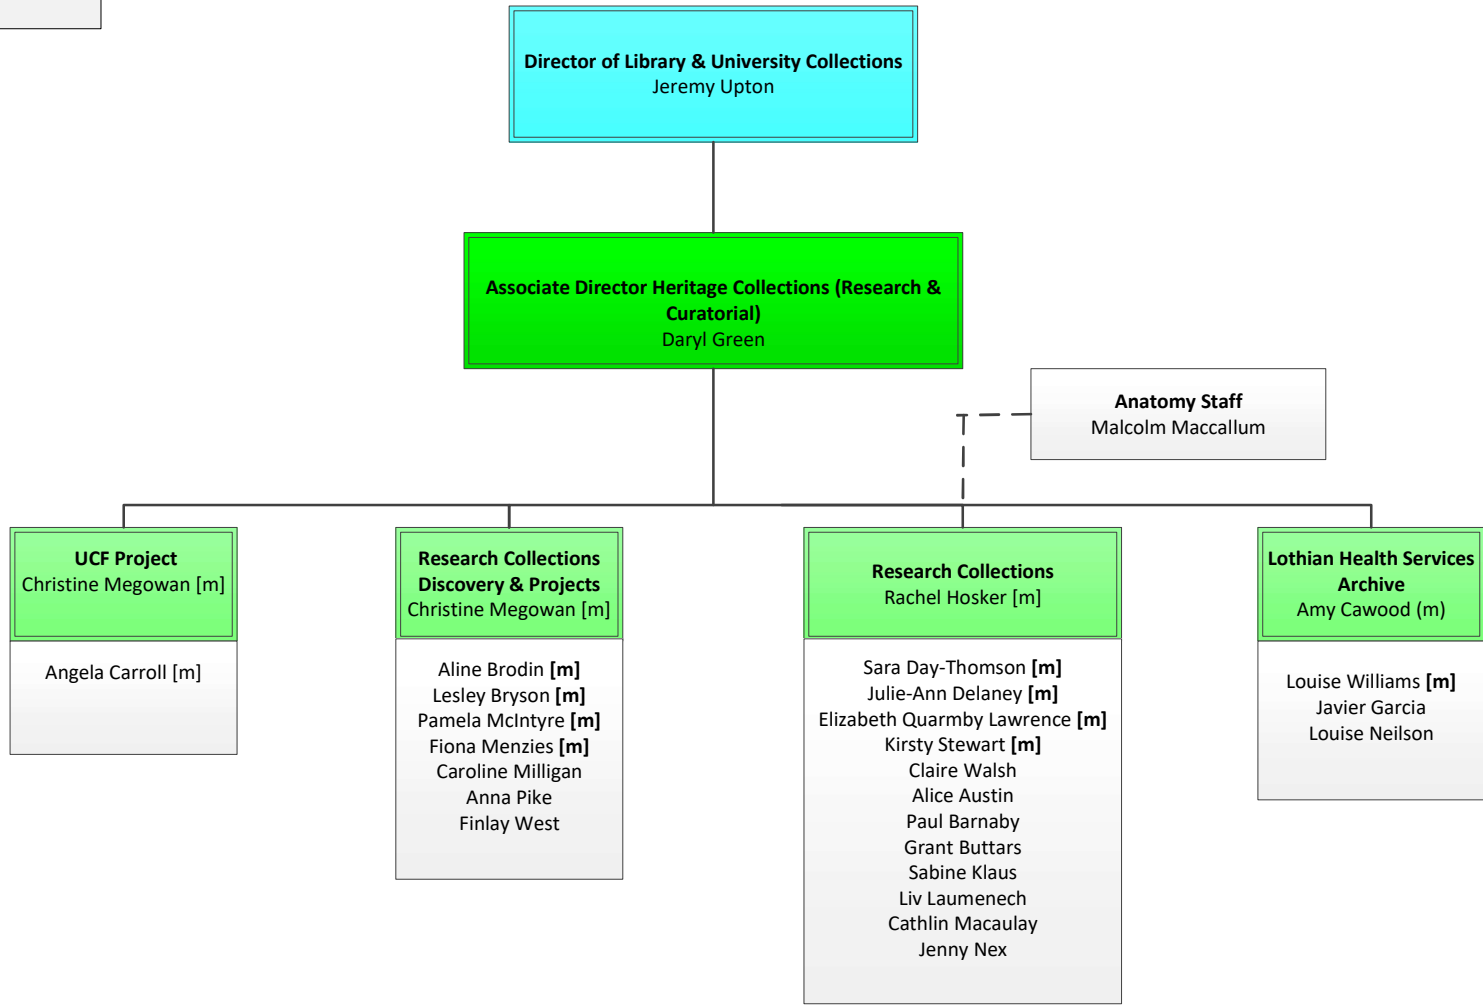 Director of Library & University Collections
Jeremy Upton
Associate Director Heritage Collections (Research &
Curatorial)
Daryl Green
Anatomy Staff
Malcolm Maccallum
UCF Project
Christine Megowan [m]
Angela Carroll [m]
Research Collections
Discovery & Projects
Christine Megowan [m]
Aline Brodin [m]
Lesley Bryson [m]
Pamela McIntyre [m]
Fiona Menzies [m]
Caroline Milligan
Anna Pike
Finlay West
Research Collections
Rachel Hosker [m]
Sara Day-Thomson [m]
Julie-Ann Delaney [m]
Elizabeth Quarmby Lawrence [m]
Kirsty Stewart [m]
Claire Walsh
Alice Austin
Paul Barnaby
Grant Buttars
Sabine Klaus
Liv Laumenech
Cathlin Macaulay
Jenny Nex
Lothian Health Services
Archive
Amy Cawood (m)
Louise Williams [m]
Javier Garcia
Louise Neilson